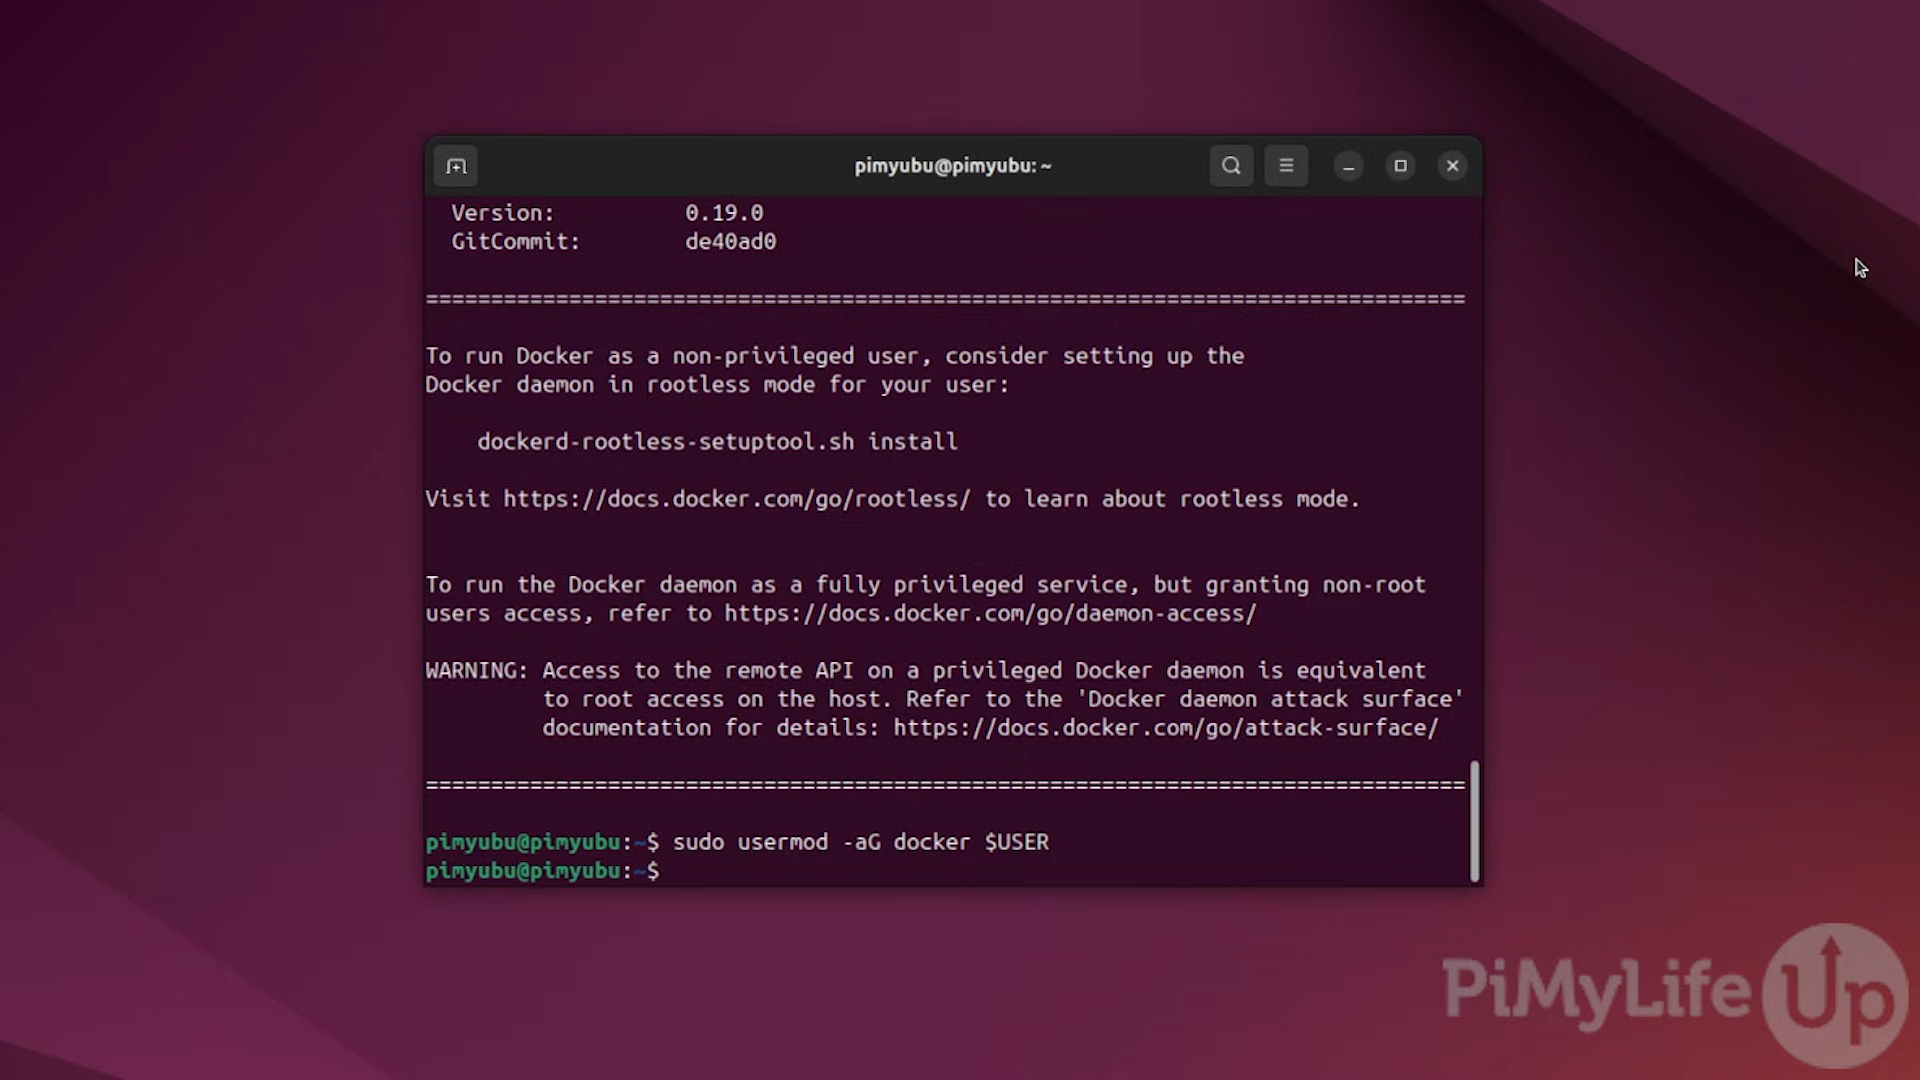 pimyubu@pimyubu: ~
Version: 0.19.0
GitCommit: de40ad0
================================================================================
To run Docker as a non-privileged user, consider setting up the
Docker daemon in rootless mode for your user:
dockerd-rootless-setuptool.sh install
Visit https://docs.docker.com/go/rootless/ to learn about rootless mode.
To run the Docker daemon as a fully privileged service, but granting non-root
users access, refer to https://docs.docker.com/go/daemon-access/
WARNING: Access to the remote API on a privileged Docker daemon is equivalent
to root access on the host. Refer to the 'Docker daemon attack surface'
documentation for details: https://docs.docker.com/go/attack-surface/
================================================================================
pimyubu@pimyubu:~$ sudo usermod -aG docker $USER
pimyubu@pimyubu:~$
PiMyLifeUp